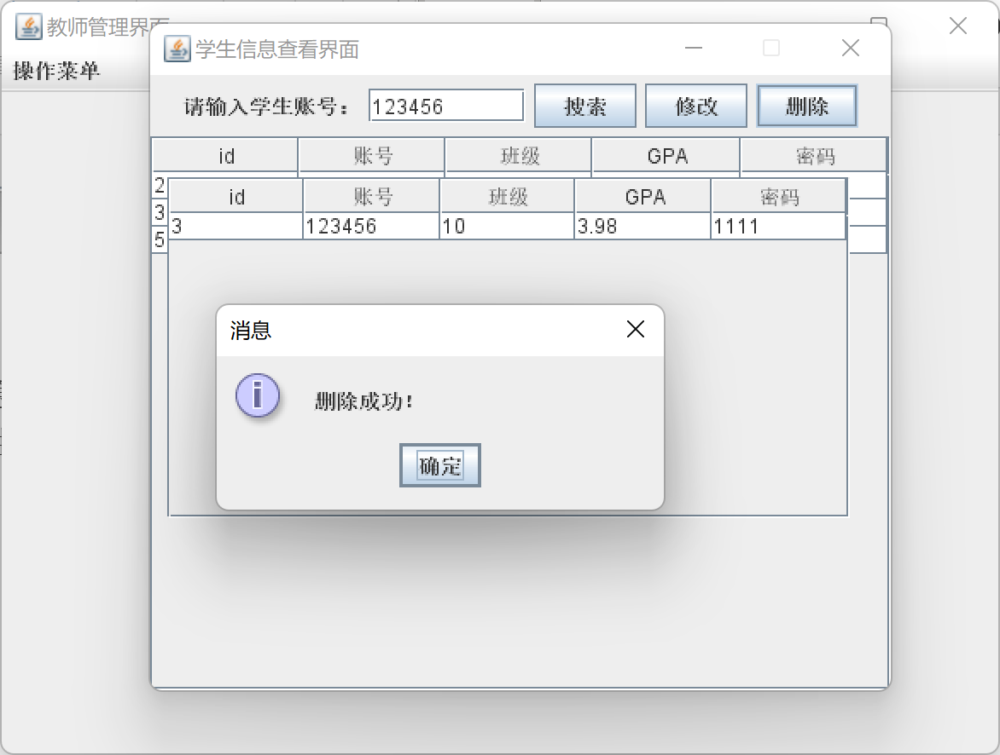 教师管理界面
学生信息查看界面
操作菜单
请输入学生账号： 123456 搜索 修改 删除
id 账号 班级 GPA 密码
2
id 账号 班级 GPA 密码
3
3 123456 10 3.98 1111
5
消息
删除成功！
确定